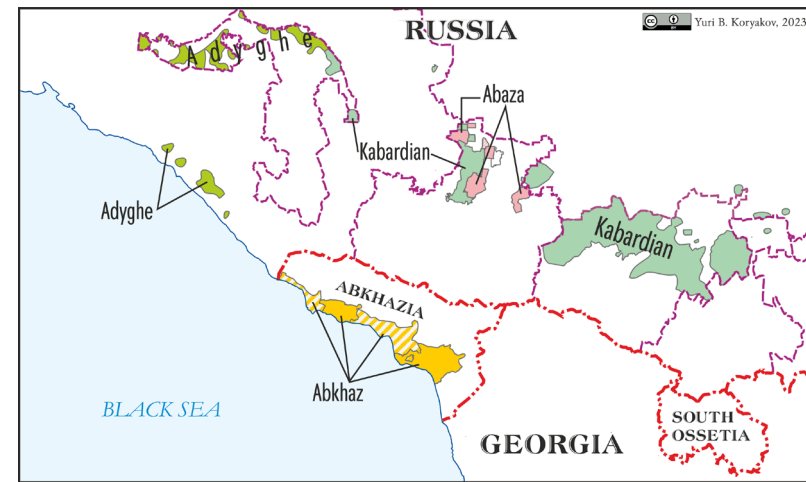 Yuri B. Koryakov, 2023
RUSSIA
Adyghe
Abaza
Kabardian
Adyghe
Kabardian
ABKHAZIA
Abkhaz
BLACK SEA
GEORGIA
SOUTH
OSSETIA